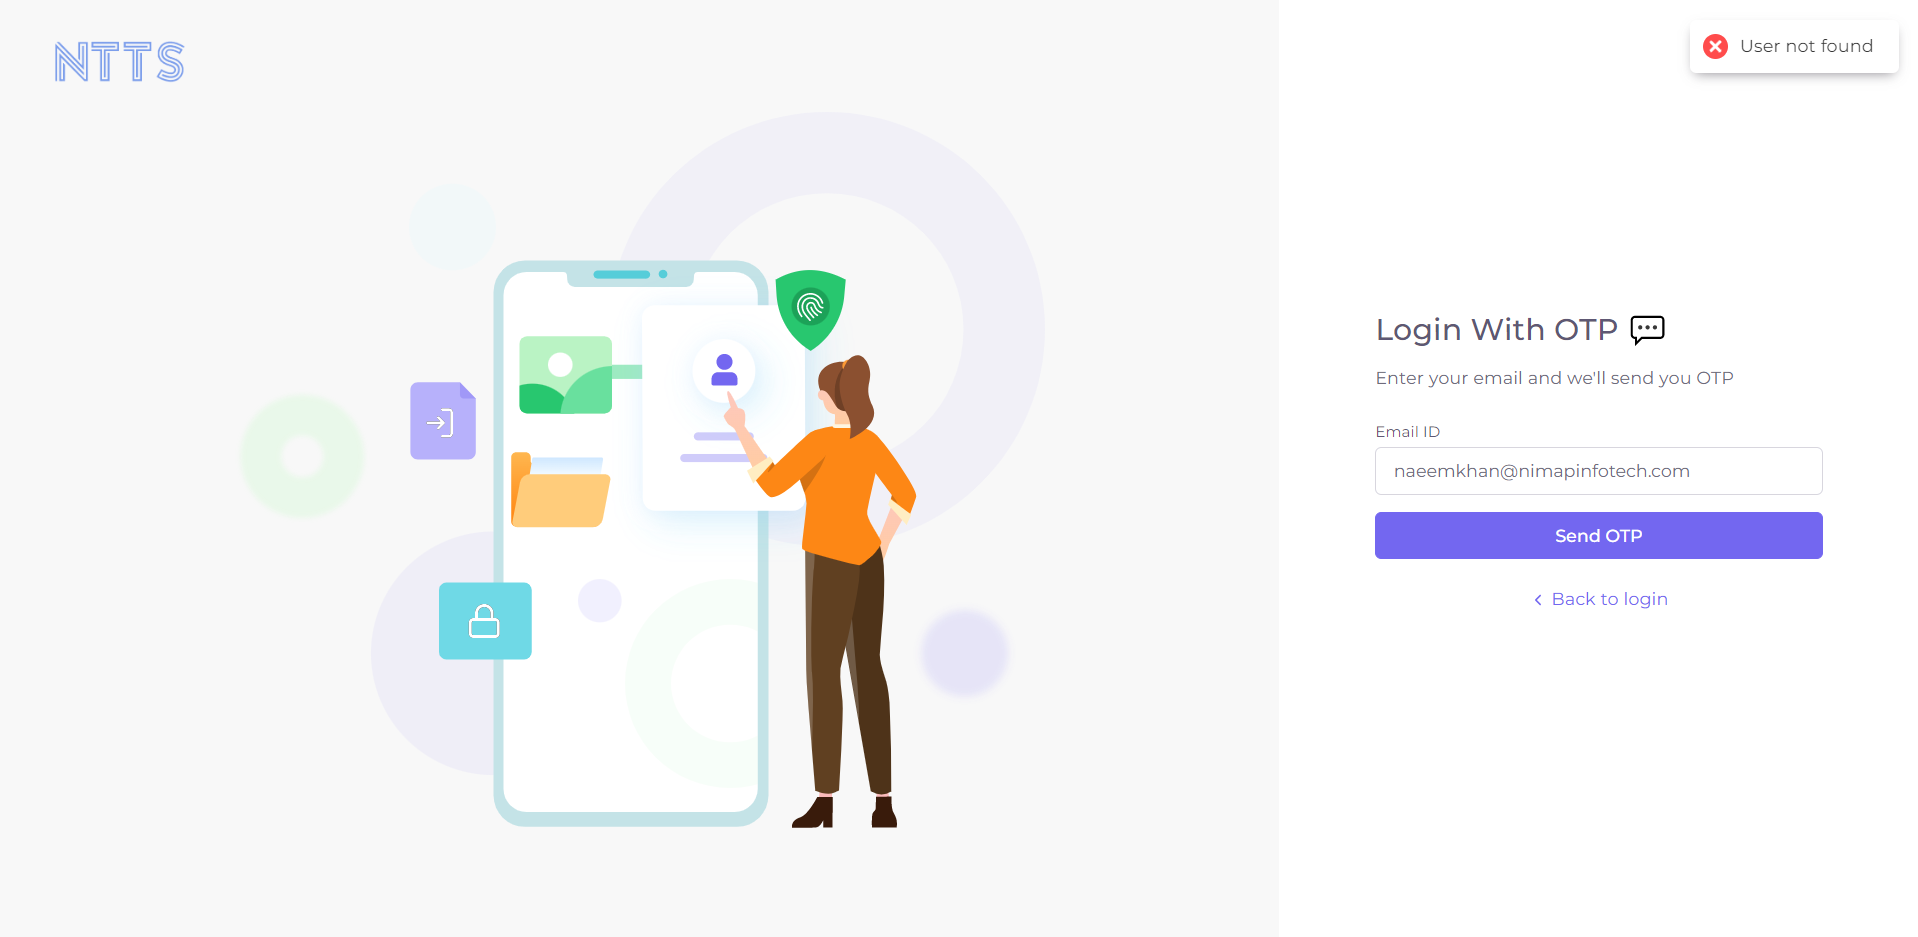 NTTS
User not found
Login With OTP
Enter your email and we'll send you OTP
Email ID
naeemkhan@nimapinfotech.com
Send OTP
Back to login